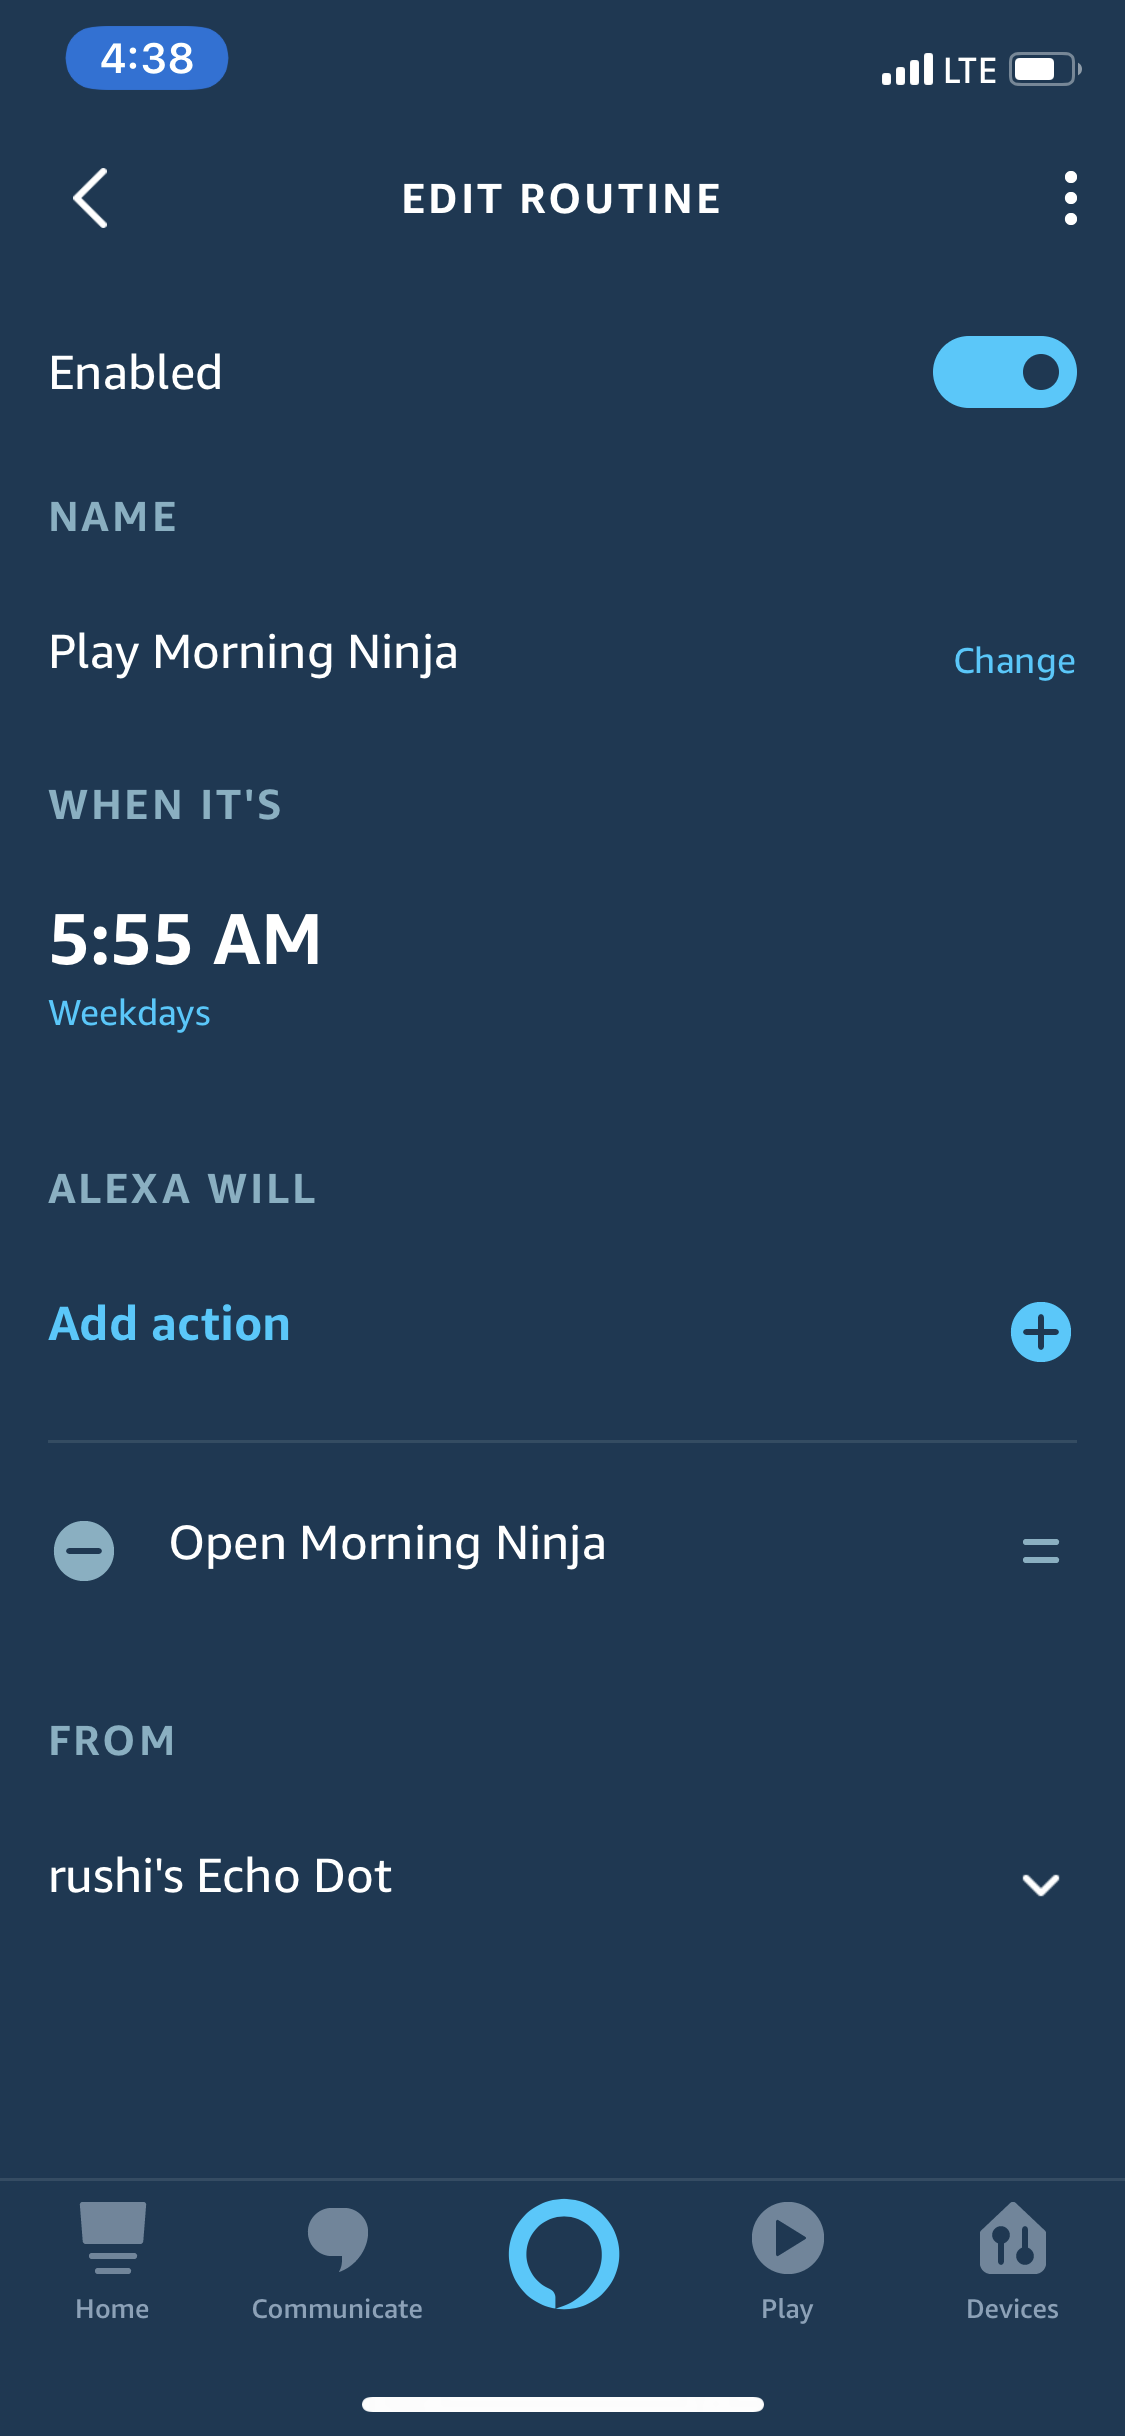 4:38
LTE
EDIT ROUTINE
Enabled
NAME
Play Morning Ninja
Change
WHEN IT'S
5:55 AM
Weekdays
ALEXA WILL
Add action
Open Morning Ninja
FROM
rushi's Echo Dot
Home
Communicate
Play
Devices